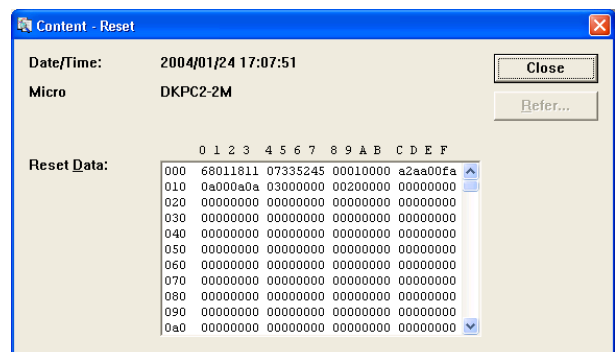 Content - Reset
Date/Time: 2004/01/24 17:07:51
Close
Micro DKPC2-2M
Refer...
0 1 2 3 4 5 6 7 8 9 A B C D E F
Reset Data:
000 68011811 07335245 00010000 a2aa00fa
010 0a000a0a 03000000 00200000 00000000
020 00000000 00000000 00000000 00000000
030 00000000 00000000 00000000 00000000
040 00000000 00000000 00000000 00000000
050 00000000 00000000 00000000 00000000
060 00000000 00000000 00000000 00000000
070 00000000 00000000 00000000 00000000
080 00000000 00000000 00000000 00000000
090 00000000 00000000 00000000 00000000
0a0 00000000 00000000 00000000 00000000